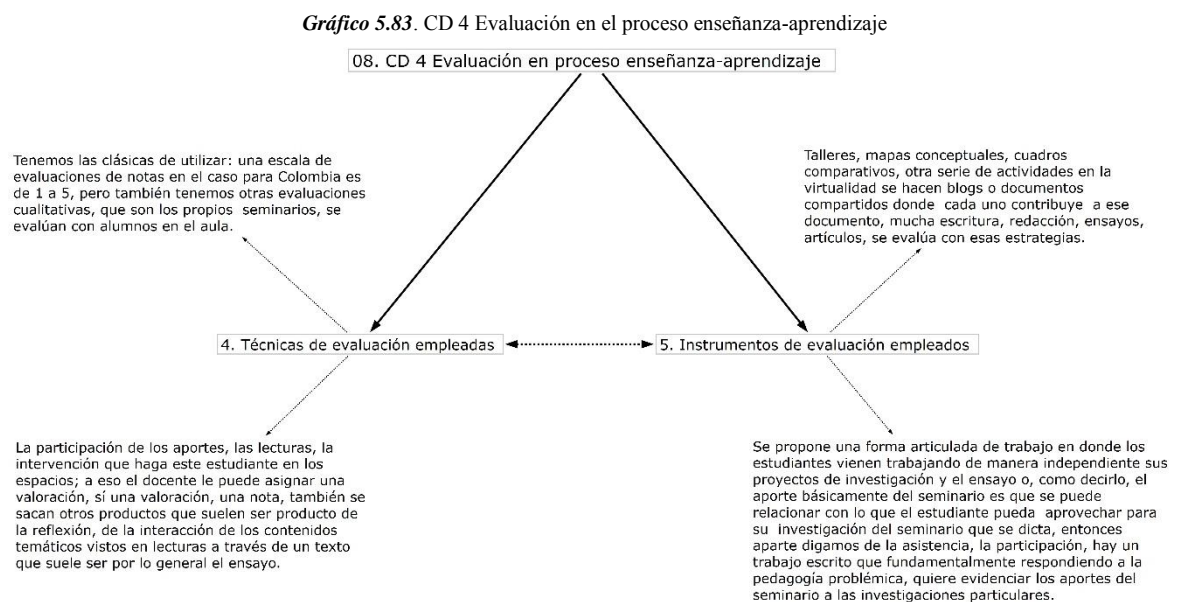 Gráfico 5.83. CD 4 Evaluación en el proceso enseñanza-aprendizaje
08. CD 4 Evaluación en proceso enseñanza-aprendizaje
Tenemos las clásicas de utilizar: una escala de
evaluaciones de notas en el caso para Colombia es
de 1 a 5, pero también tenemos otras evaluaciones
cualitativas, que son los propios seminarios, se
evalúan con alumnos en el aula.
Talleres, mapas conceptuales, cuadros
comparativos, otra serie de actividades en la
virtualidad se hacen blogs o documentos
compartidos donde cada uno contribuye a ese
documento, mucha escritura, redacción, ensayos,
artículos, se evalúa con esas estrategias.
4. Técnicas de evaluación empleadas
5. Instrumentos de evaluación empleados
La participación de los aportes, las lecturas, la
intervención que haga este estudiante en los
espacios; a eso el docente le puede asignar una
valoración, sí una valoración, una nota, también se
sacan otros productos que suelen ser producto de
la reflexión, de la interacción de los contenidos
temáticos vistos en lecturas a través de un texto
que suele ser por lo general el ensayo.
Se propone una forma articulada de trabajo en donde los
estudiantes vienen trabajando de manera independiente sus
proyectos de investigación y el ensayo o, como decirlo, el
aporte básicamente del seminario es que se puede
relacionar con lo que el estudiante pueda aprovechar para
su investigación del seminario que se dicta, entonces
aparte digamos de la asistencia, la participación, hay un
trabajo escrito que fundamentalmente respondiendo a la
pedagogía problémica, quiere evidenciar los aportes del
seminario a las investigaciones particulares.